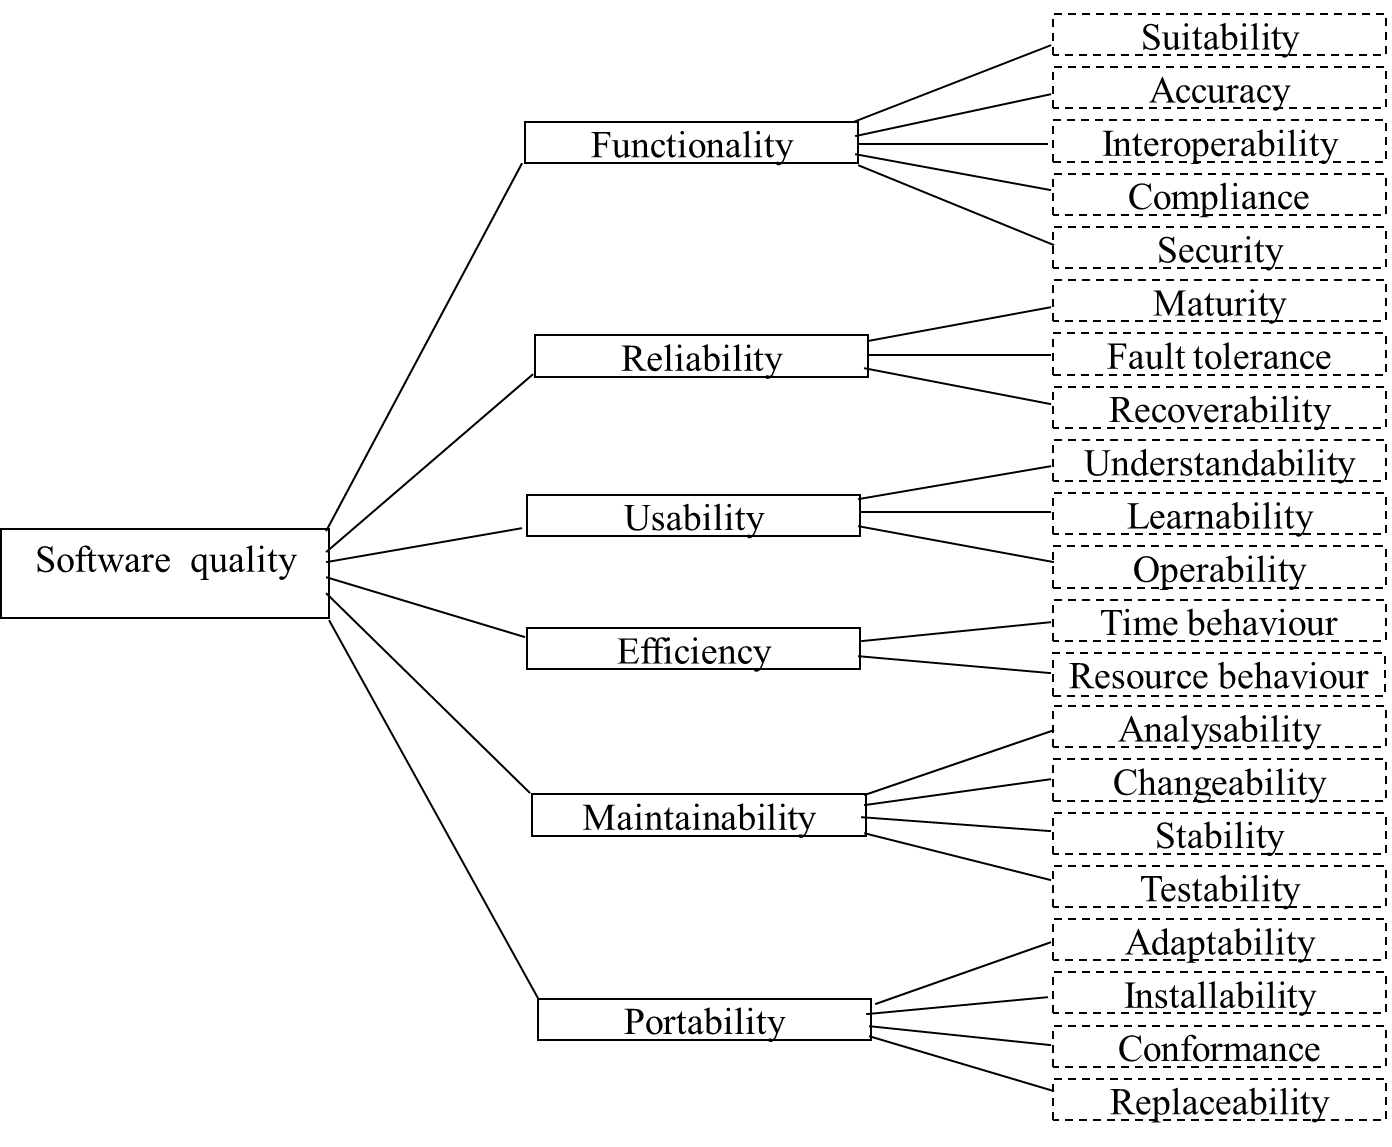 Software quality
Functionality
Suitability
Accuracy
Interoperability
Compliance
Security
Reliability
Maturity
Fault tolerance
Recoverability
Usability
Understandability
Learnability
Operability
Efficiency
Time behaviour
Resource behaviour
Maintainability
Analysability
Changeability
Stability
Testability
Portability
Adaptability
Installability
Conformance
Replaceability